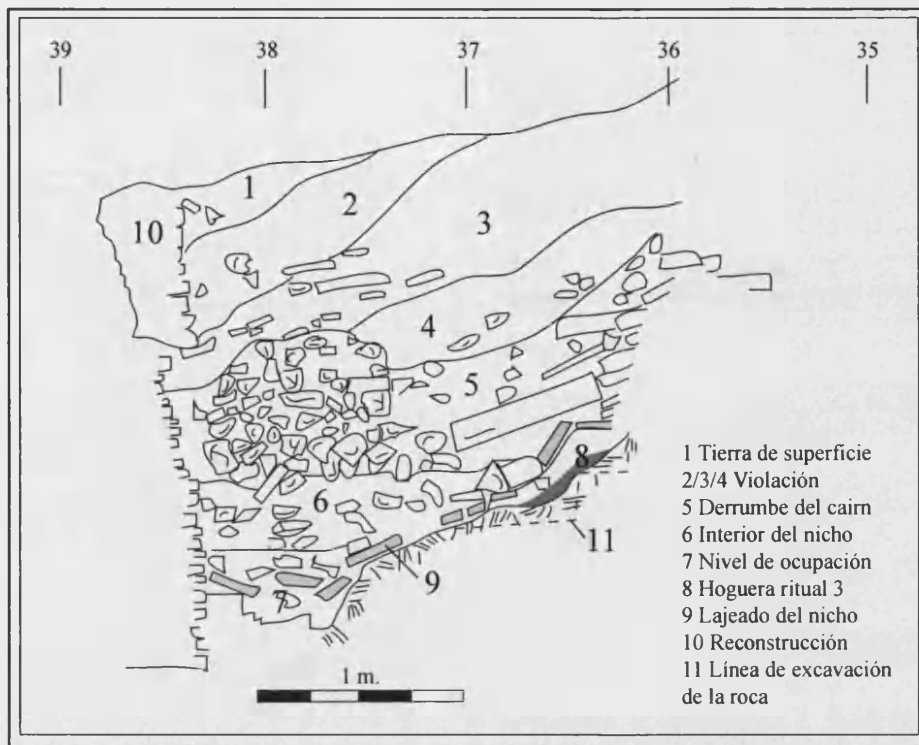 39 38 37 36 35
1
2
10
3
4
5
8
6
11
9
7
1 m.
1 Tierra de superficie
2/3/4 Violación
5 Derrumbe del cairn
6 Interior del nicho
7 Nivel de ocupación
8 Hoguera ritual 3
9 Lajeado del nicho
10 Reconstrucción
11 Línea de excavación
de la roca